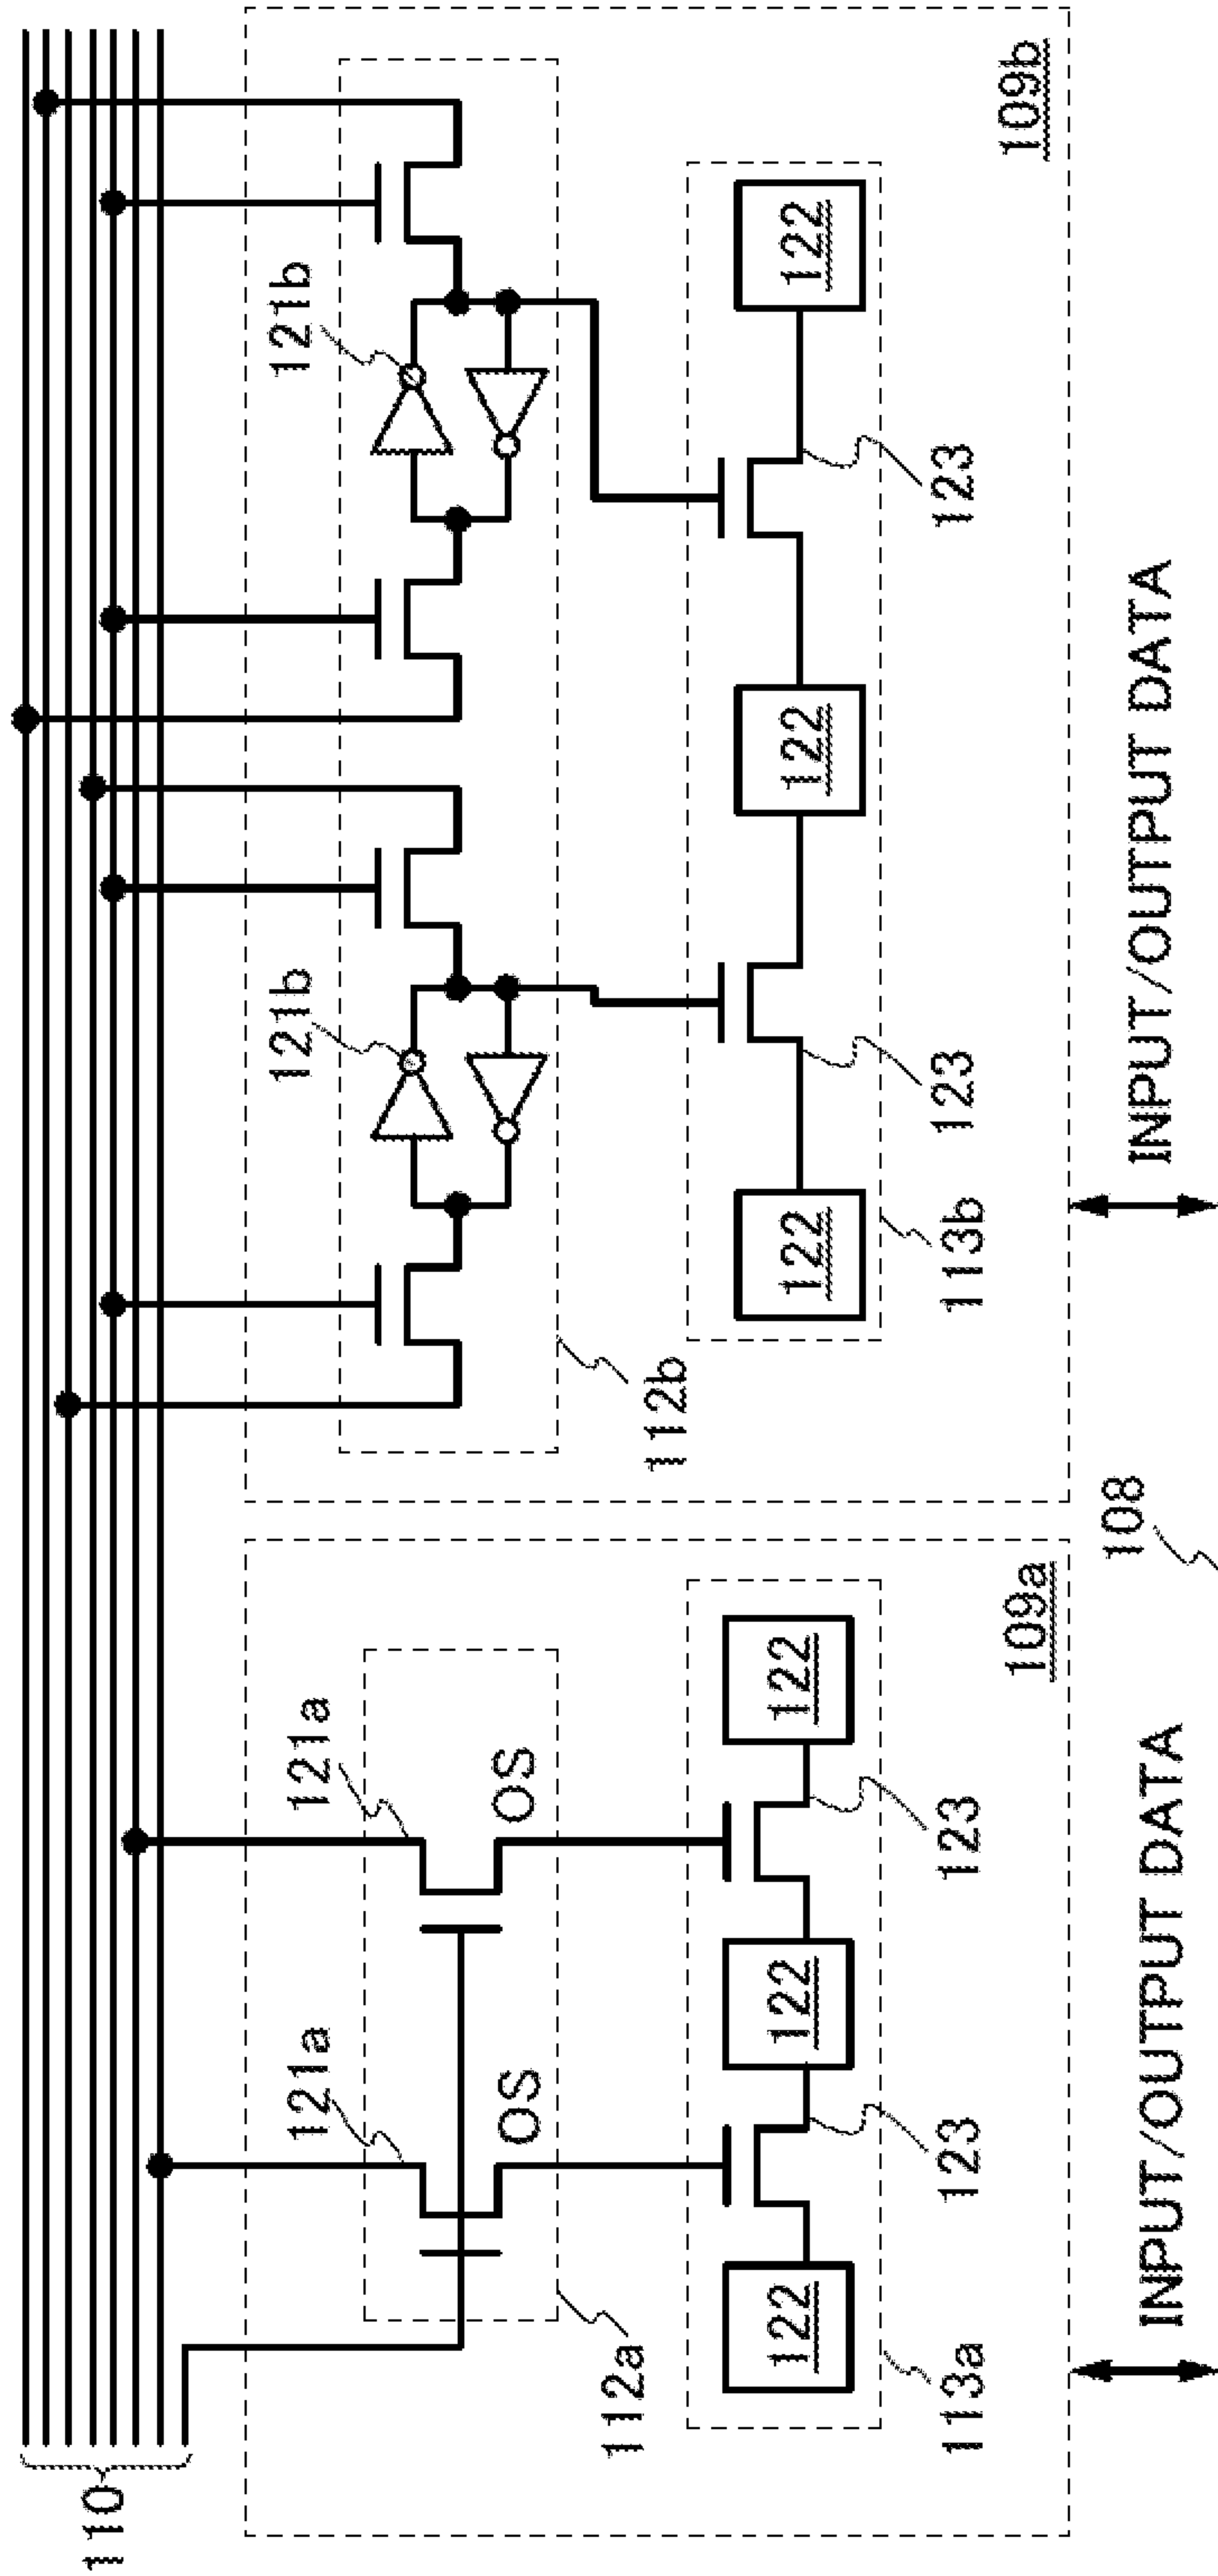 110
121a
OS
121a
OS
112a
122
122
122
123
123
113a
109a
121b
121b
112b
122
122
122
123
123
113b
109b
INPUT/OUTPUT DATA
INPUT/OUTPUT DATA
108